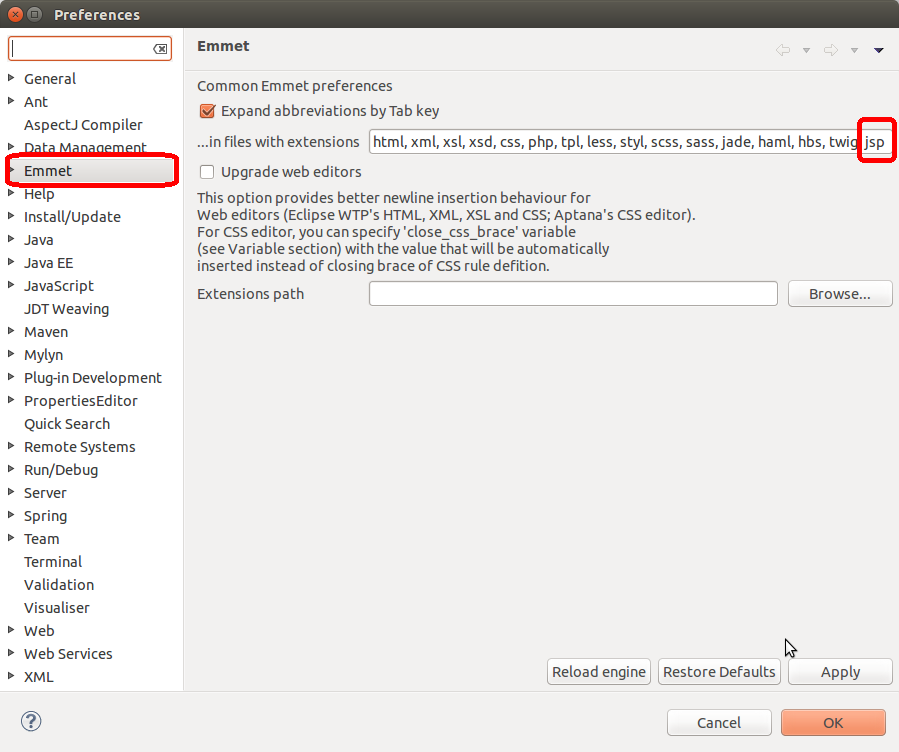 Preferences
General
Ant
AspectJ Compiler
Data Management
Emmet
Help
Install/Update
Java
Java EE
JavaScript
JDT Weaving
Maven
Mylyn
Plug-in Development
PropertiesEditor
Quick Search
Remote Systems
Run/Debug
Server
Spring
Team
Terminal
Validation
Visualiser
Web
Web Services
XML
Emmet
Common Emmet preferences
Expand abbreviations by Tab key
...in files with extensions html, xml, xsl, xsd, css, php, tpl, less, styl, scss, sass, jade, haml, hbs, twig, jsp
Upgrade web editors
This option provides better newline insertion behaviour for
Web editors (Eclipse WTP's HTML, XML, XSL and CSS; Aptana's CSS editor).
For CSS editor, you can specify 'close_css_brace' variable
(see Variable section) with the value that will be automatically
inserted instead of closing brace of CSS rule defition.
Extensions path Browse...
Reload engine Restore Defaults Apply
? Cancel OK